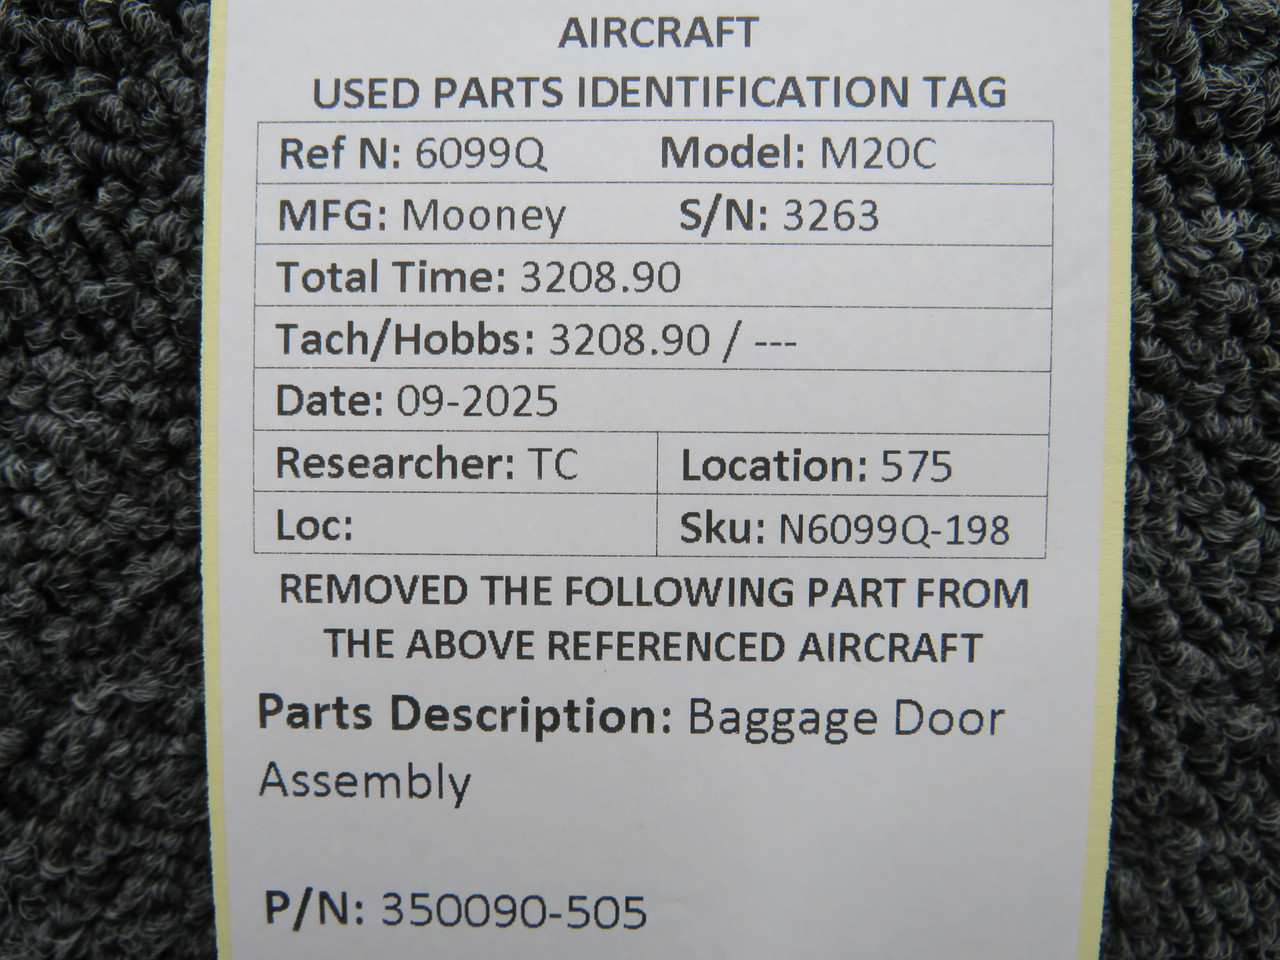 AIRCRAFT
USED PARTS IDENTIFICATION TAG
Ref N: 6099Q Model: M20C
MFG: Mooney S/N: 3263
Total Time: 3208.90
Tach/Hobbs: 3208.90 / ---
Date: 09-2025
Researcher: TC Location: 575
Loc: Sku: N6099Q-198
REMOVED THE FOLLOWING PART FROM
THE ABOVE REFERENCED AIRCRAFT
Parts Description: Baggage Door
Assembly
P/N: 350090-505